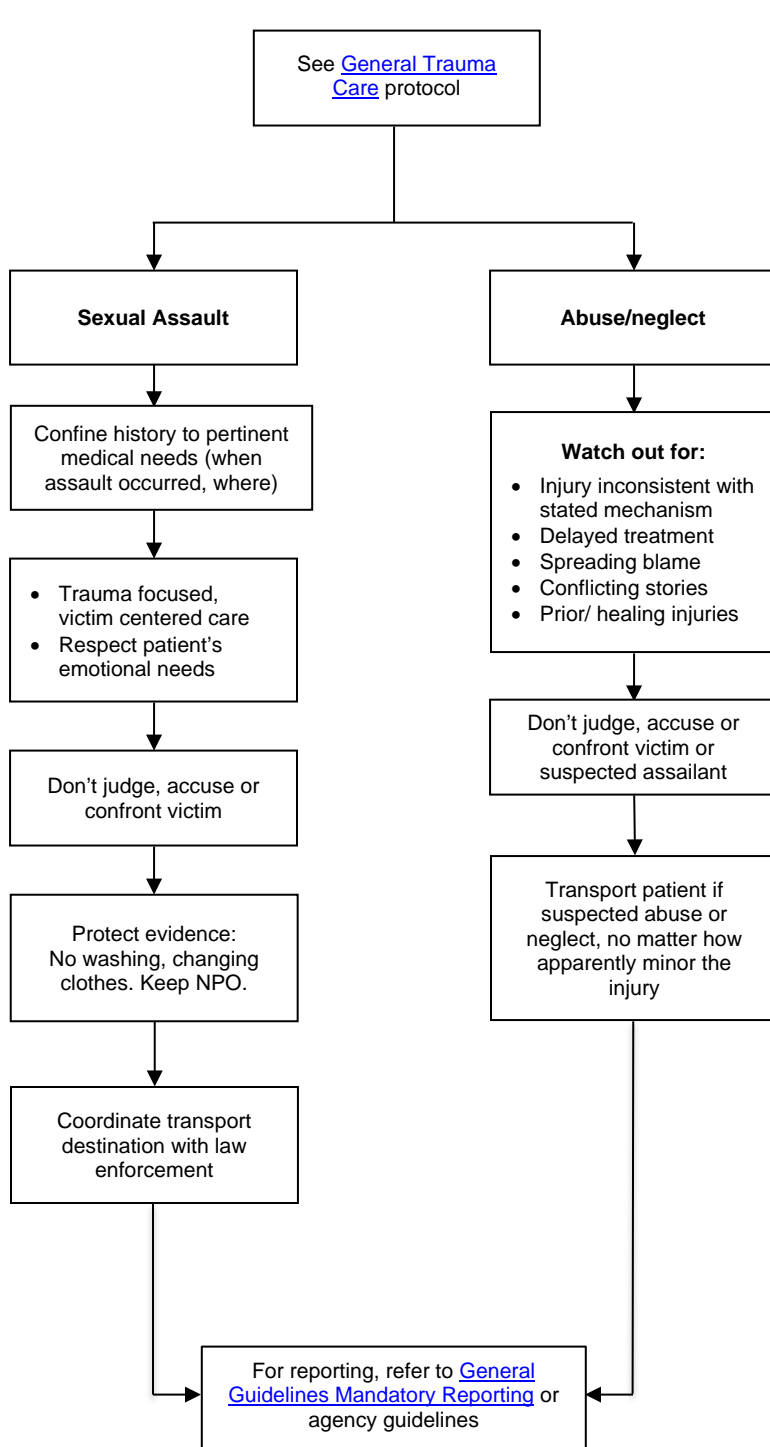 See General Trauma
Care protocol
Sexual Assault
Confine history to pertinent
medical needs (when
assault occurred, where)
• Trauma focused,
victim centered care
• Respect patient’s
emotional needs
Don’t judge, accuse or
confront victim
Protect evidence:
No washing, changing
clothes. Keep NPO.
Coordinate transport
destination with law
enforcement
Abuse/neglect
Watch out for:
• Injury inconsistent with
stated mechanism
• Delayed treatment
• Spreading blame
• Conflicting stories
• Prior/ healing injuries
Don’t judge, accuse or
confront victim or
suspected assailant
Transport patient if
suspected abuse or
neglect, no matter how
apparently minor the
injury
For reporting, refer to General
Guidelines Mandatory Reporting or
agency guidelines